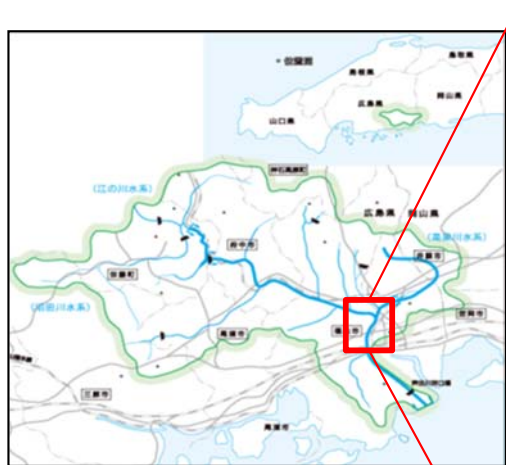 鳥取県
島根県
岡山県
広島県
山口県
神石高原町
(江の川水系)
広島県
岡山県
(高梁川水系)
府中市
井原市
世羅町
(沼田川水系)
笠岡市
福山市
尾道市
三原市
芦田川河口堰
尾道市